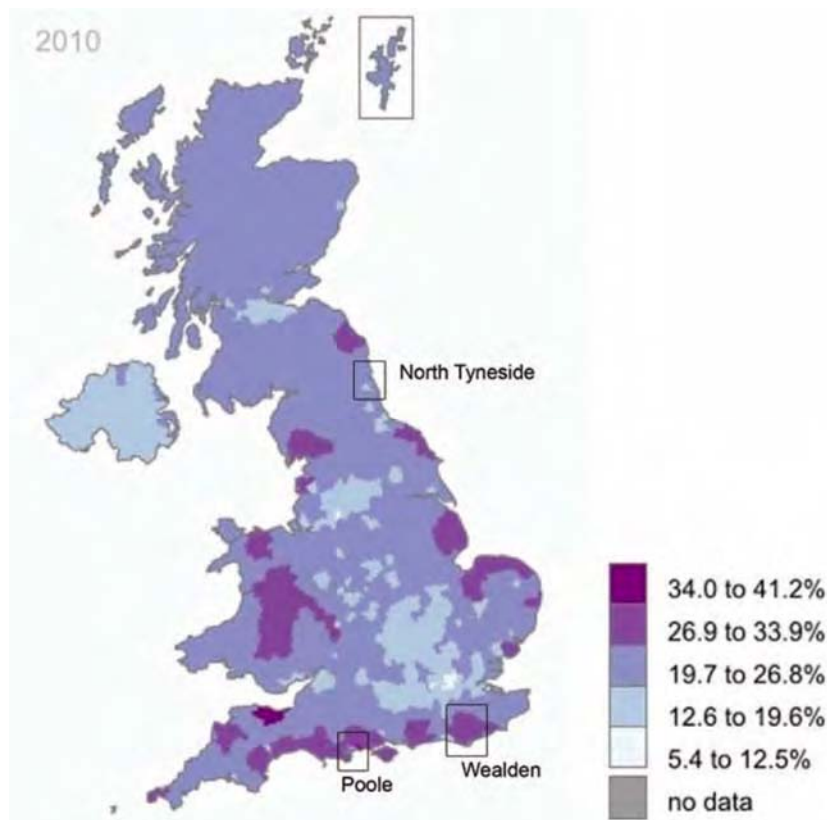 2010
North Tyneside
34.0 to 41.2%
26.9 to 33.9%
19.7 to 26.8%
12.6 to 19.6%
5.4 to 12.5%
no data
Wealden
Poole